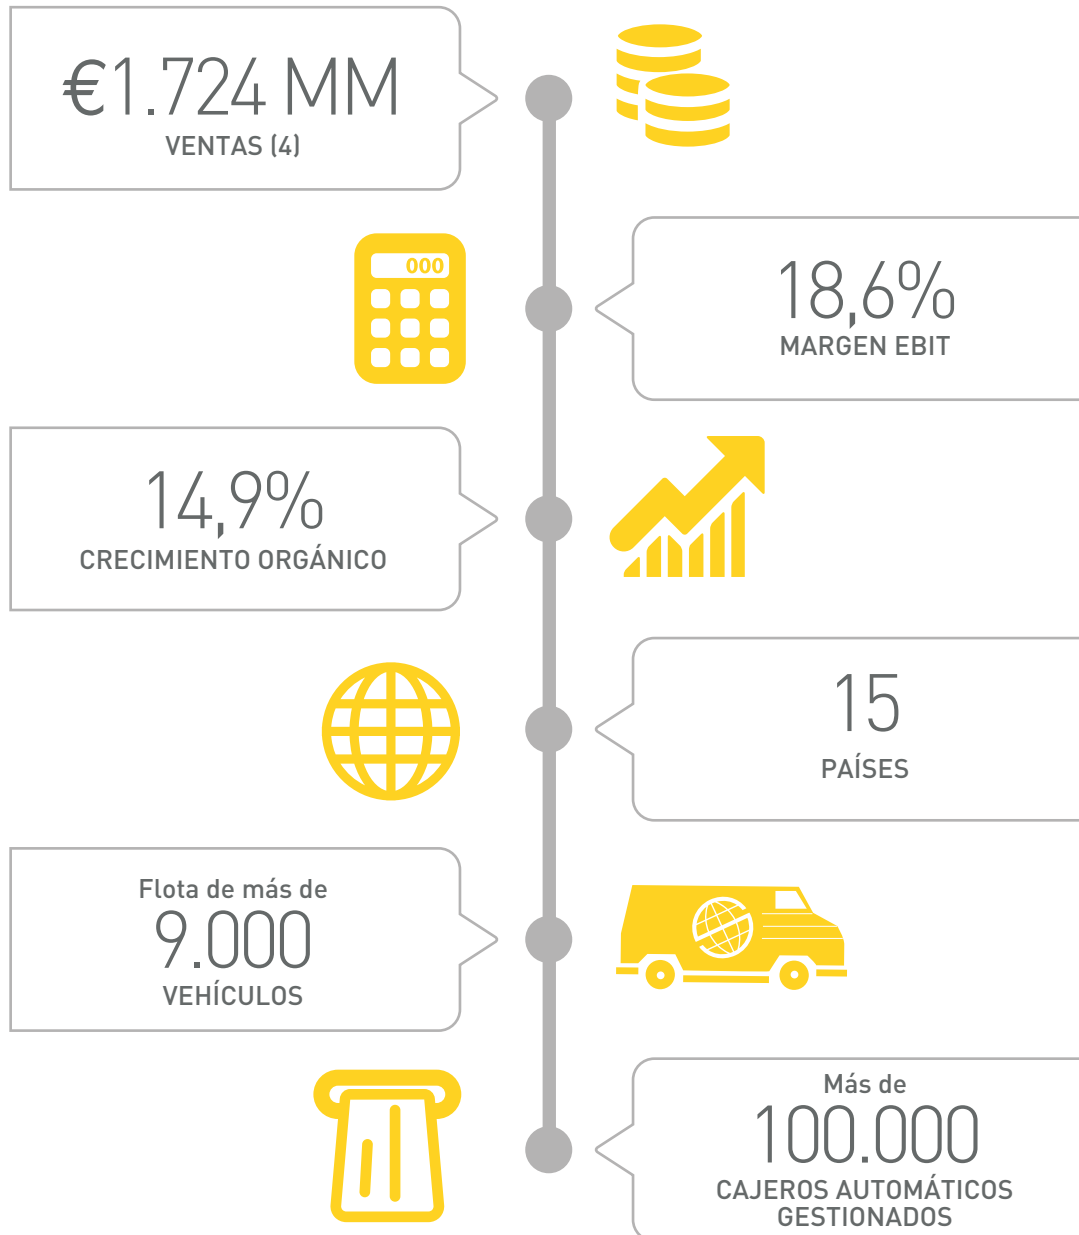 €1.724 MM
VENTAS (4)
000
18,6%
MARGEN EBIT
14,9%
CRECIMIENTO ORGÁNICO
15
PAÍSES
Flota de más de
9.000
VEHÍCULOS
Más de
100.000
CAJEROS AUTOMÁTICOS
GESTIONADOS